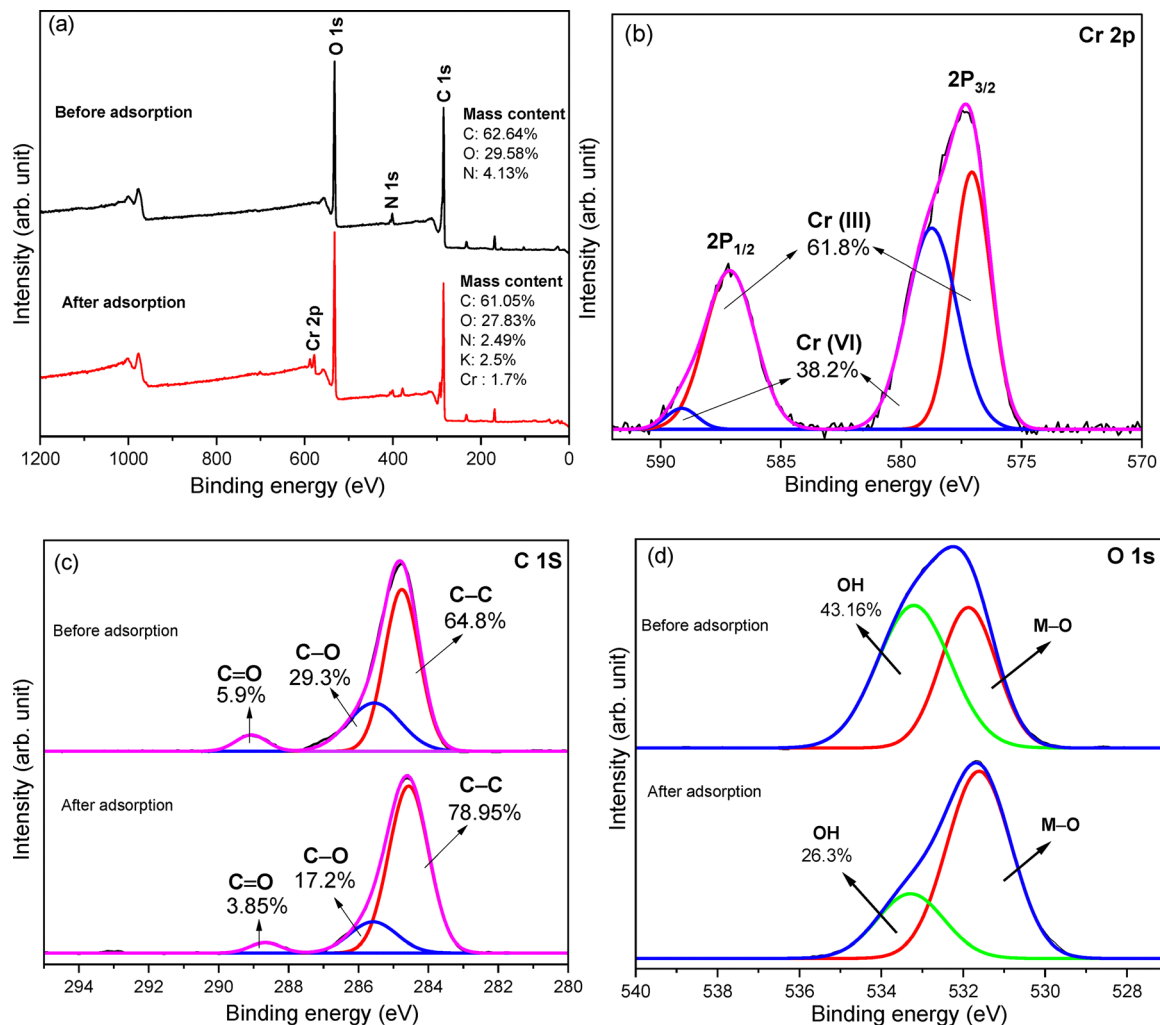 (a)
O 1s
C 1s
N 1s
Before adsorption
Mass content
C: 62.64%
O: 29.58%
N: 4.13%
After adsorption
Cr 2p
Mass content
C: 61.05%
O: 27.83%
N: 2.49%
K: 2.5%
Cr : 1.7%
Intensity (arb. unit)
1200 1000 800 600 400 200 0
Binding energy (eV)
(b)
Cr 2p
2P3/2
2P1/2
Cr (III)
61.8%
Cr (VI)
38.2%
Intensity (arb. unit)
590 585 580 575 570
Binding energy (eV)
(c)
C 1S
Before adsorption
C–C
64.8%
C–O
29.3%
C=O
5.9%
After adsorption
C–C
78.95%
C–O
17.2%
C=O
3.85%
Intensity (arb. unit)
294 292 290 288 286 284 282 280
Binding energy (eV)
(d)
O 1s
OH
43.16%
Before adsorption
M–O
After adsorption
OH
26.3%
M–O
Intensity (arb. unit)
540 538 536 534 532 530 528
Binding energy (eV)